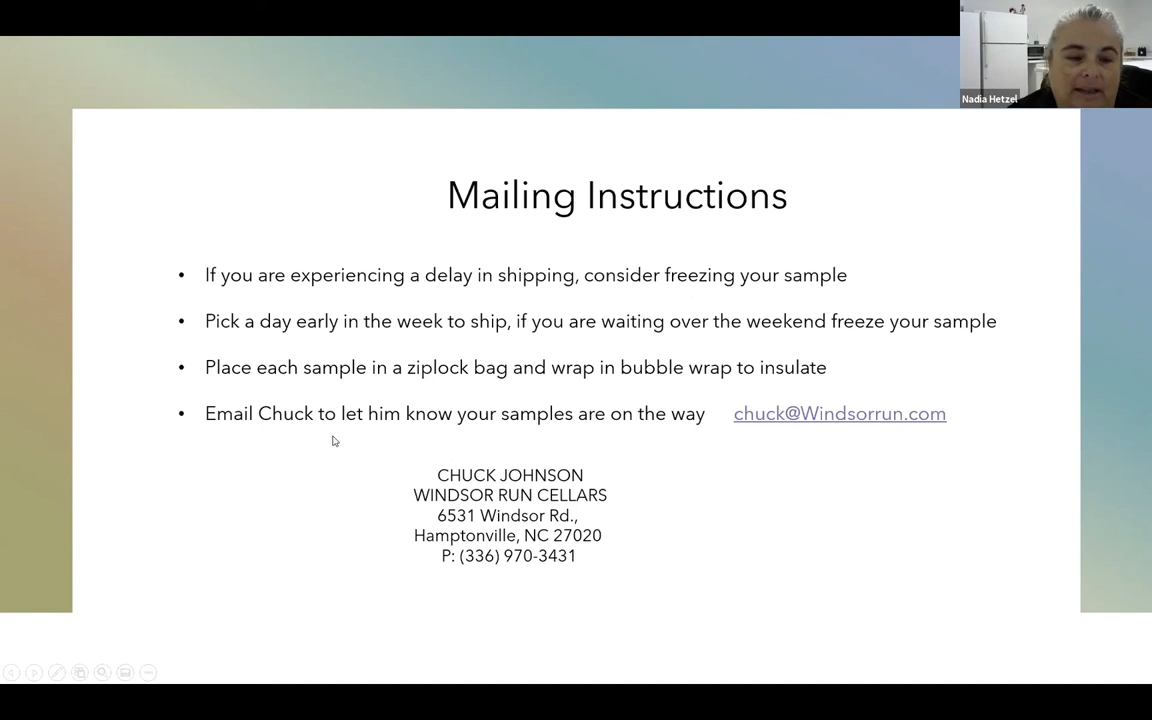 Nadia Hetzel
Mailing Instructions
• If you are experiencing a delay in shipping, consider freezing your sample
• Pick a day early in the week to ship, if you are waiting over the weekend freeze your sample
• Place each sample in a ziplock bag and wrap in bubble wrap to insulate
• Email Chuck to let him know your samples are on the way chuck@Windsorrun.com
CHUCK JOHNSON
WINDSOR RUN CELLARS
6531 Windsor Rd.,
Hamptonville, NC 27020
P: (336) 970-3431